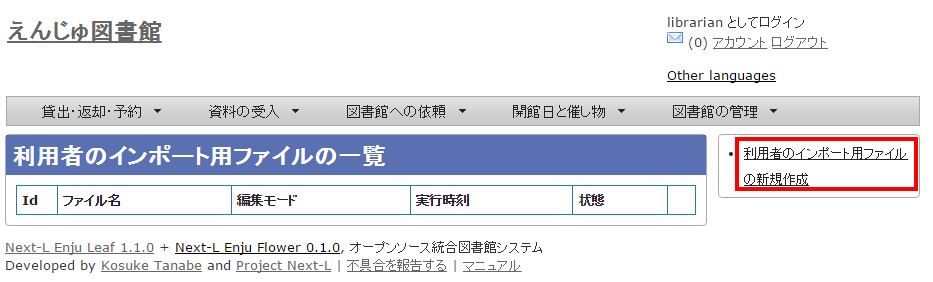 えんじゅ図書館
librarian としてログイン
(0) アカウント ログアウト
Other languages
貸出・返却・予約 ▼ 資料の受入 ▼ 図書館への依頼 ▼ 開館日と催し物 ▼ 図書館の管理 ▼
利用者のインポート用ファイルの一覧
Id ファイル名 編集モード 実行時刻 状態
• 利用者のインポート用ファイル
の新規作成
Next-L Enju Leaf 1.1.0 + Next-L Enju Flower 0.1.0, オープンソース統合図書館システム
Developed by Kosuke Tanabe and Project Next-L | 不具合を報告する | マニュアル